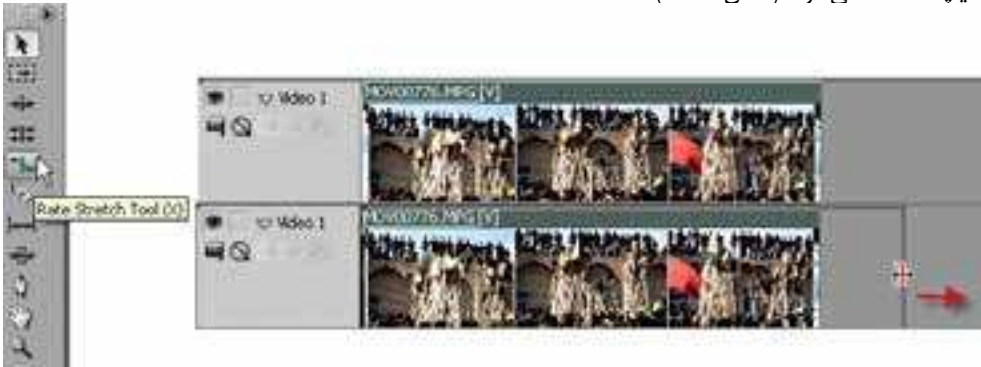 Video 1
MOV00776.MPG [V]
Rate Stretch Tool (X)
Video 1
MOV00776.MPG [V]